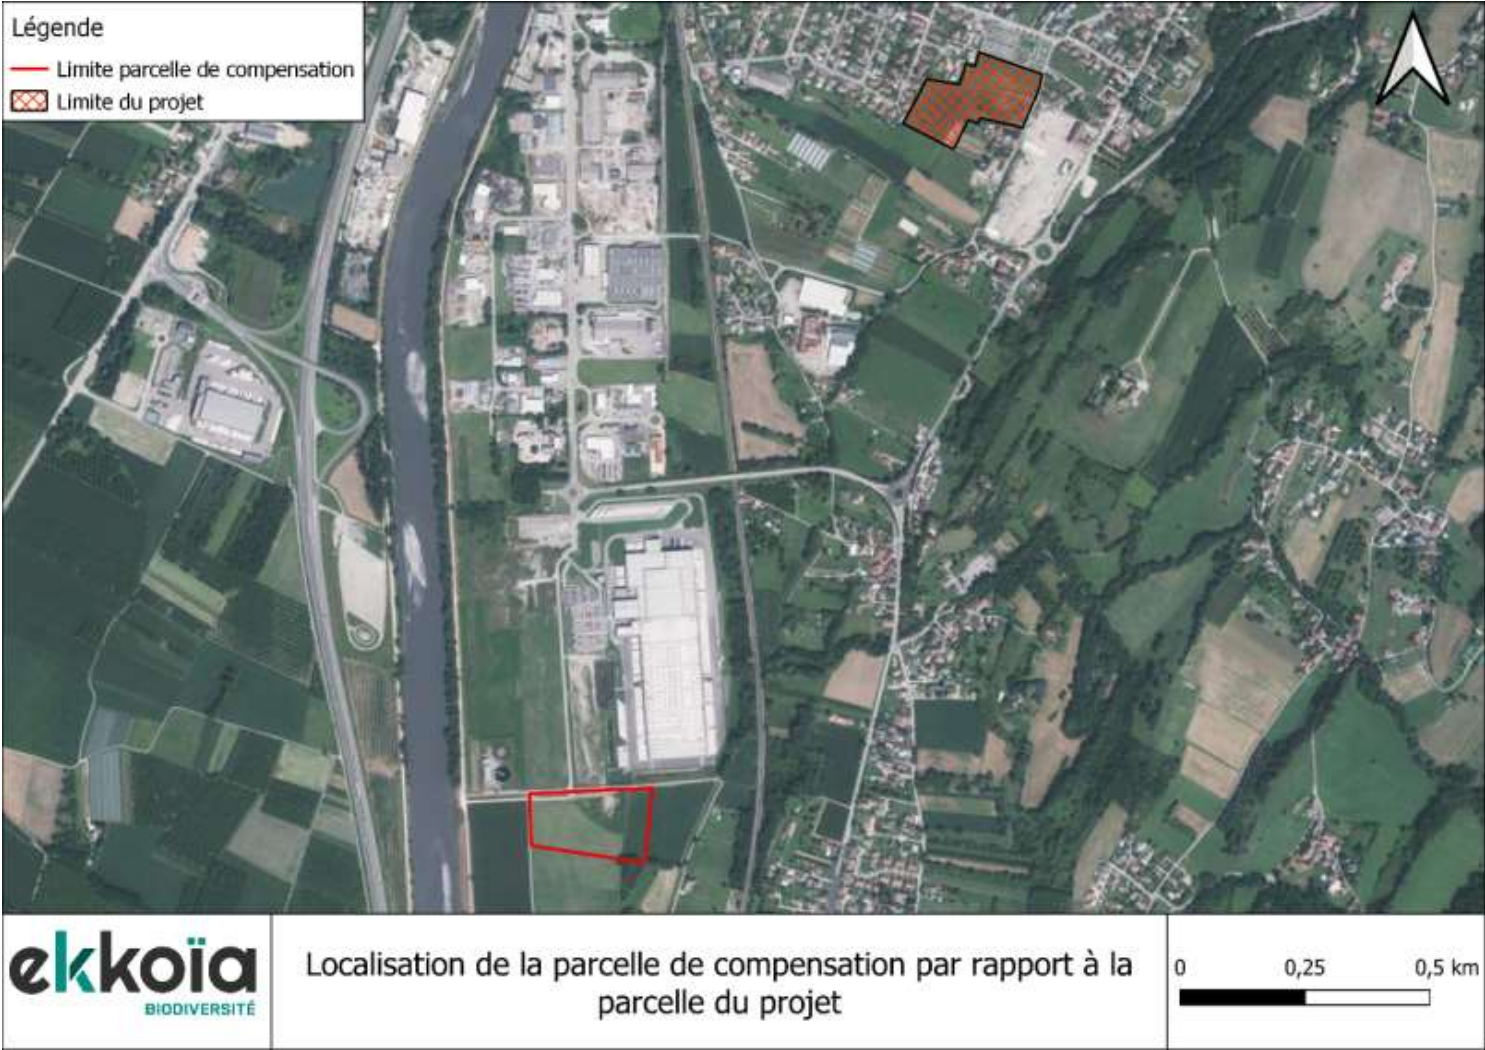 Légende
Limite parcelle de compensation
Limite du projet
ekkoïa
BIODIVERSITÉ
Localisation de la parcelle de compensation par rapport à la
parcelle du projet
0 0,25 0,5 km